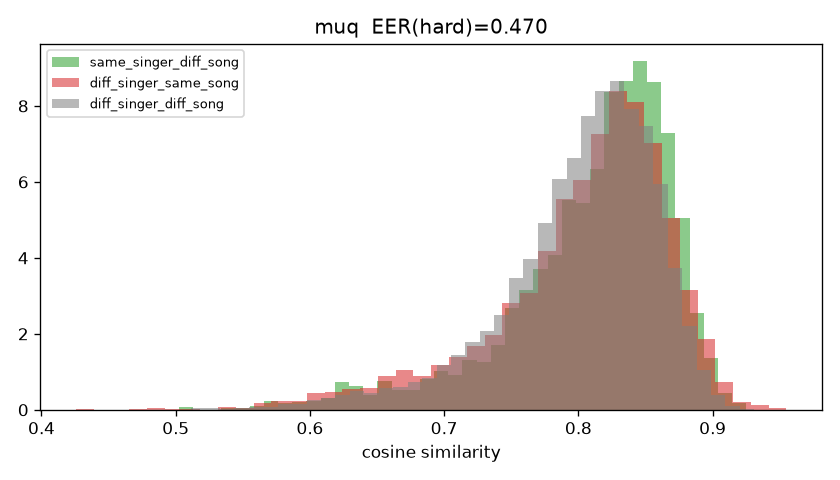 muq  EER(hard)=0.470
same_singer_diff_song
diff_singer_same_song
diff_singer_diff_song
8
6
4
2
0
0.4 0.5 0.6 0.7 0.8 0.9
cosine similarity